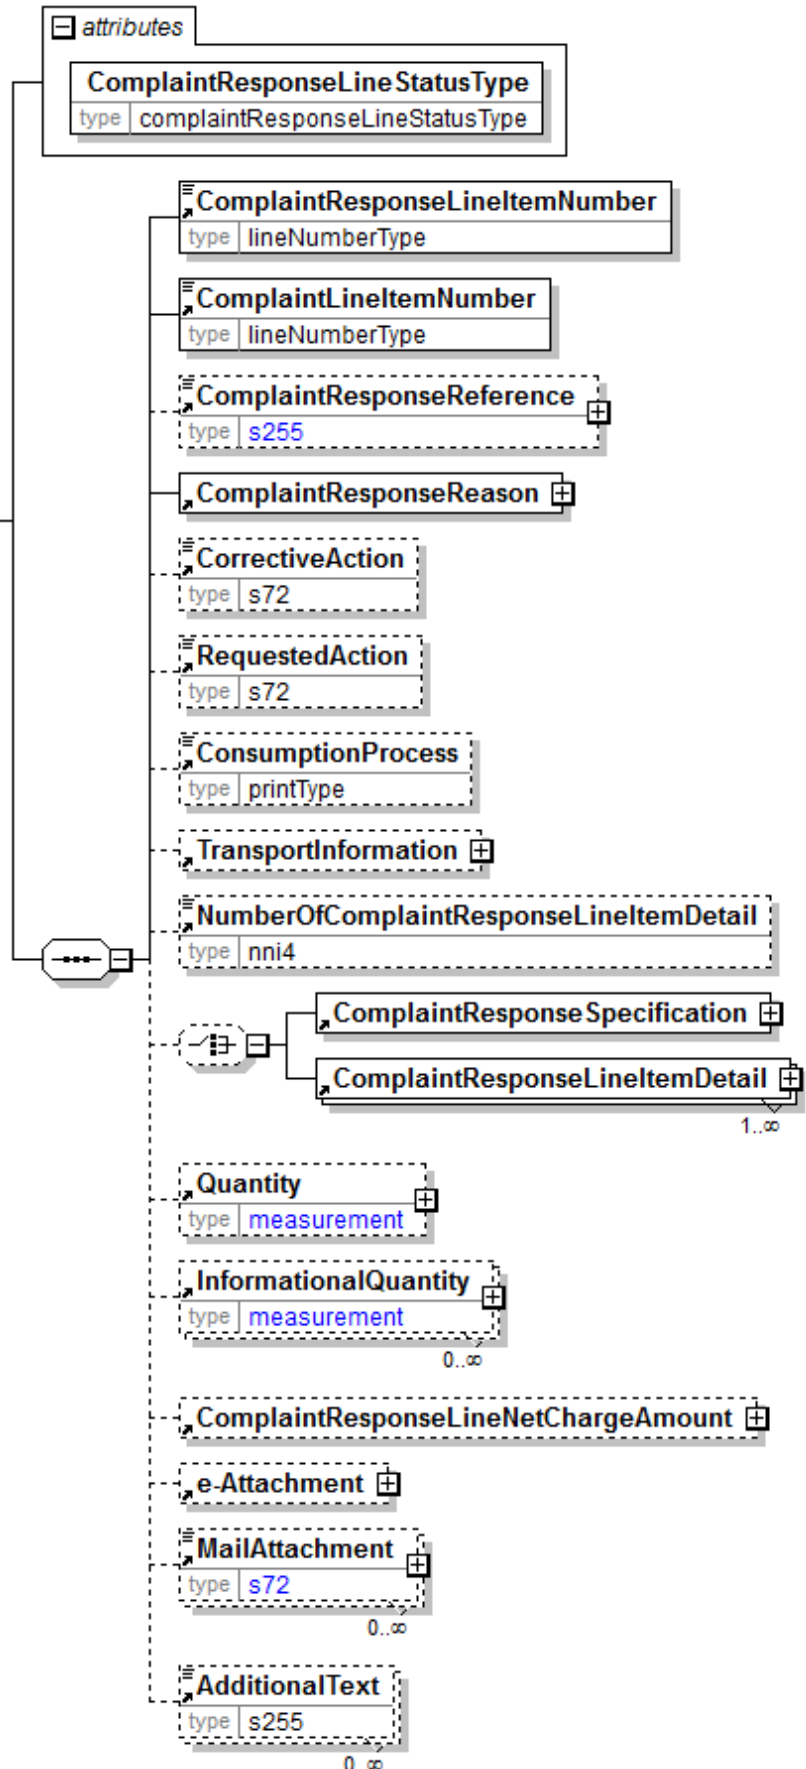 attributes
ComplaintResponseLineStatusType
type complaintResponseLineStatusType
ComplaintResponseLineItemNumber
type lineNumberType
ComplaintLineItemNumber
type lineNumberType
ComplaintResponseReference
type s255
ComplaintResponseReason
CorrectiveAction
type s72
RequestedAction
type s72
ConsumptionProcess
type printType
TransportInformation
NumberOfComplaintResponseLineItemDetail
type nni4
ComplaintResponseSpecification
ComplaintResponseLineItemDetail
1..∞
Quantity
type measurement
InformationalQuantity
type measurement
0..∞
ComplaintResponseLineNetChargeAmount
e-Attachment
MailAttachment
type s72
0..∞
AdditionalText
type s255
0..∞